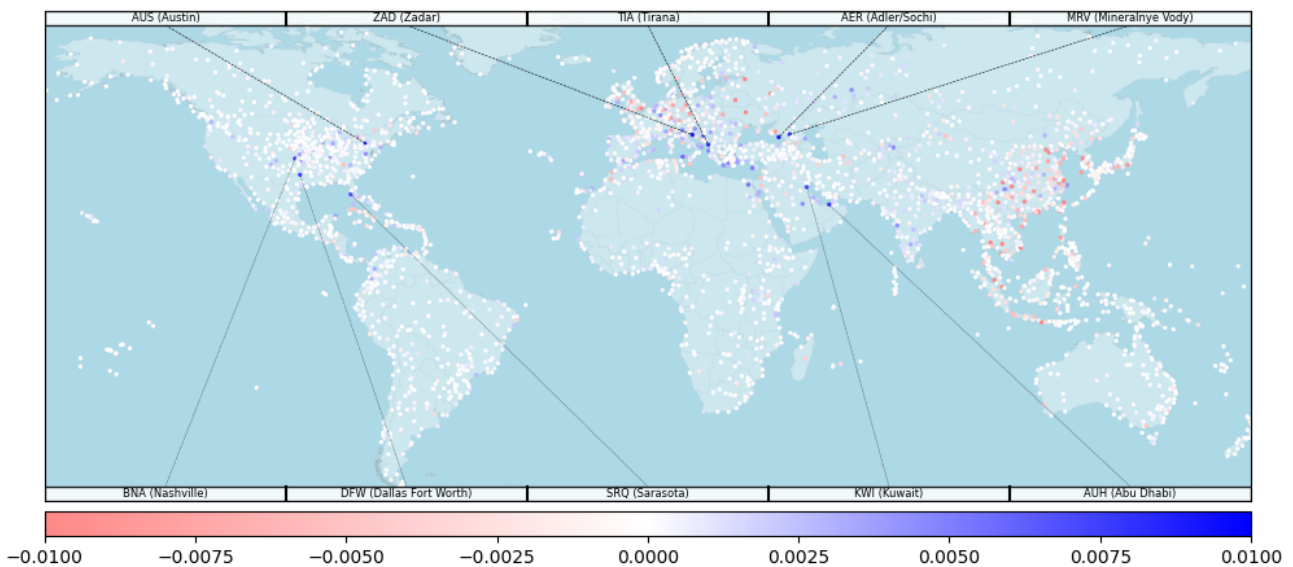 AUS (Austin) ZAD (Zadar) TIA (Tirana) AER (Adler/Sochi) MRV (Mineralnye Vody)
BNA (Nashville) DFW (Dallas Fort Worth) SRQ (Sarasota) KWI (Kuwait) AUH (Abu Dhabi)
−0.0100 −0.0075 −0.0050 −0.0025 0.0000 0.0025 0.0050 0.0075 0.0100